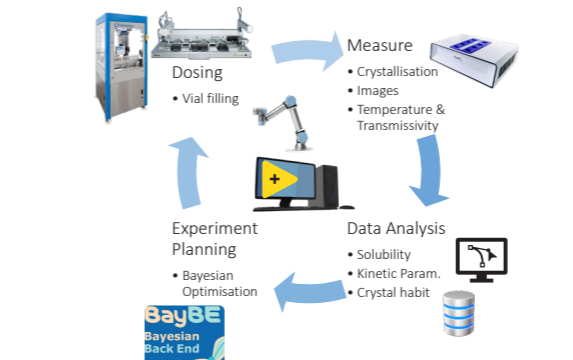 Dosing
• Vial filling
Measure
• Crystallisation
• Images
• Temperature &
Transmissivity
Data Analysis
• Solubility
• Kinetic Param.
• Crystal habit
Experiment
Planning
• Bayesian
Optimisation
BayBE
Bayesian
Back End